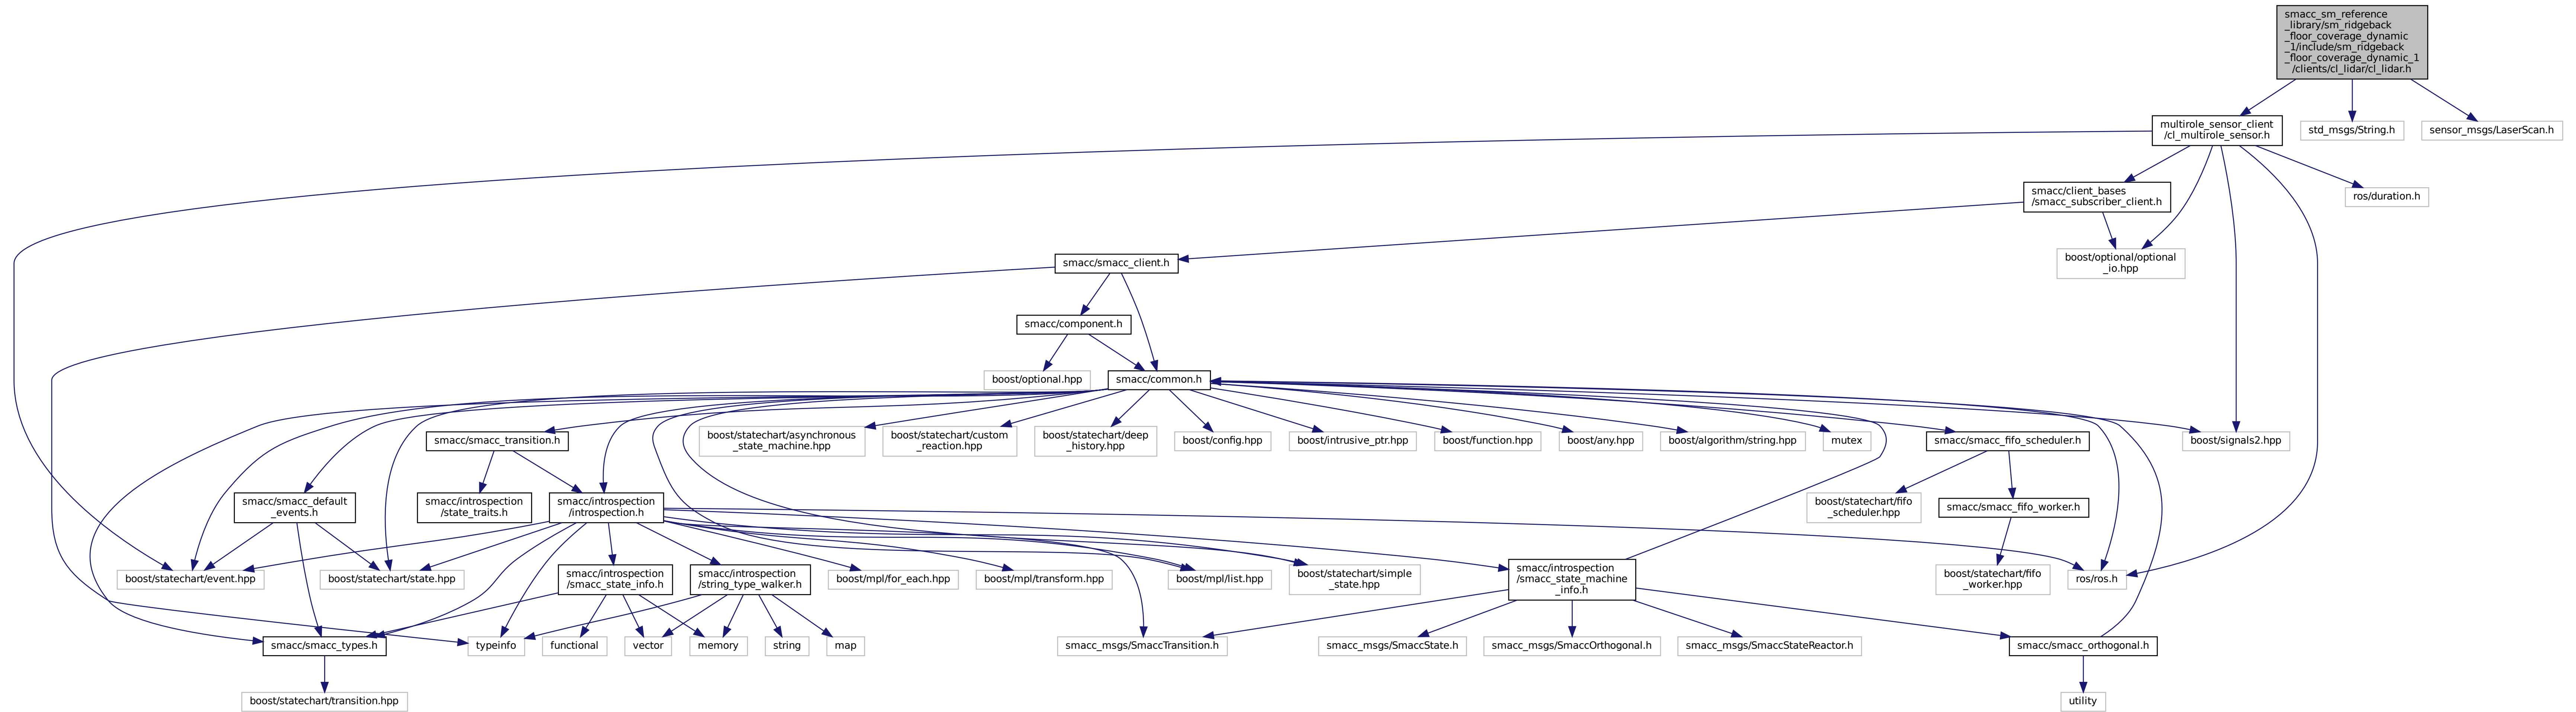 smacc_sm_reference
_library/sm_ridgeback
_floor_coverage_dynamic
_1/include/sm_ridgeback
_floor_coverage_dynamic_1
/clients/cl_lidar/cl_lidar.h
multirole_sensor_client
/cl_multirole_sensor.h
std_msgs/String.h
sensor_msgs/LaserScan.h
smacc/client_bases
/smacc_subscriber_client.h
ros/duration.h
smacc/smacc_client.h
boost/optional/optional
_io.hpp
smacc/component.h
boost/optional.hpp
smacc/common.h
smacc/smacc_transition.h
boost/statechart/asynchronous
_state_machine.hpp
boost/statechart/custom
_reaction.hpp
boost/statechart/deep
_history.hpp
boost/config.hpp
boost/intrusive_ptr.hpp
boost/function.hpp
boost/any.hpp
boost/algorithm/string.hpp
mutex
smacc/smacc_fifo_scheduler.h
boost/signals2.hpp
smacc/smacc_default
_events.h
smacc/introspection
/state_traits.h
smacc/introspection
/introspection.h
boost/statechart/fifo
_scheduler.hpp
smacc/smacc_fifo_worker.h
boost/statechart/event.hpp
boost/statechart/state.hpp
smacc/introspection
/smacc_state_info.h
smacc/introspection
/string_type_walker.h
boost/mpl/for_each.hpp
boost/mpl/transform.hpp
boost/mpl/list.hpp
boost/statechart/simple
_state.hpp
smacc/introspection
/smacc_state_machine
_info.h
boost/statechart/fifo
_worker.hpp
ros/ros.h
smacc/smacc_types.h
typeinfo
functional
vector
memory
string
map
smacc_msgs/SmaccTransition.h
smacc_msgs/SmaccState.h
smacc_msgs/SmaccOrthogonal.h
smacc_msgs/SmaccStateReactor.h
smacc/smacc_orthogonal.h
boost/statechart/transition.hpp
utility